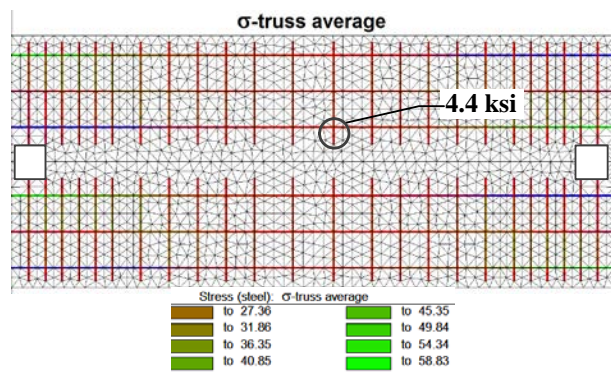 σ-truss average
4.4 ksi
Stress (steel): σ-truss average
to 27.36 to 45.35
to 31.86 to 49.84
to 36.35 to 54.34
to 40.85 to 58.83